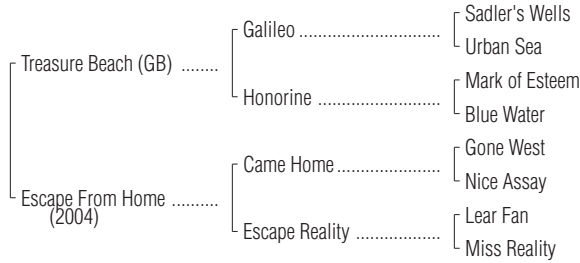 Sadler's Wells
Galileo ..............................
Urban Sea
Treasure Beach (GB) ........
Mark of Esteem
Honorine ..........................
Blue Water
Gone West
Came Home ......................
Nice Assay
Escape From Home ..........
(2004)
Lear Fan
Escape Reality ..................
Miss Reality